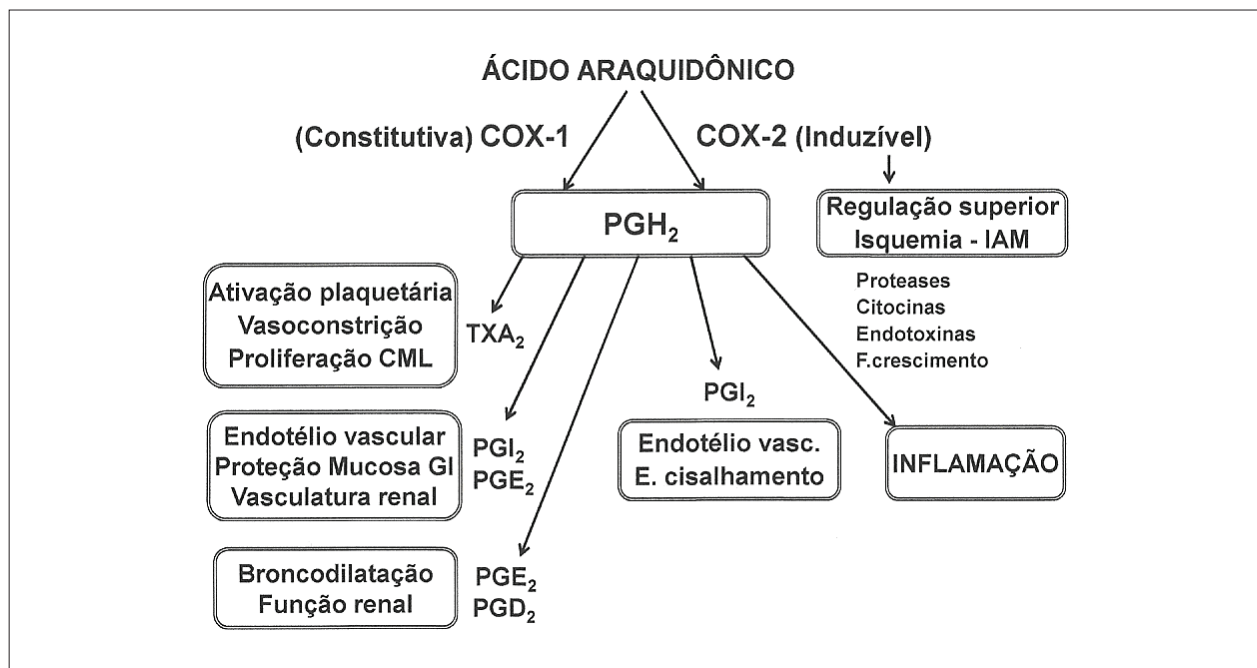 ÁCIDO ARAQUIDÔNICO
(Constitutiva) COX-1
COX-2 (Induzível)
PGH₂
Regulação superior
Isquemia - IAM
Proteases
Citocinas
Endotoxinas
F.crescimento
Ativação plaquetária
Vasoconstrição
Proliferação CML
TXA₂
Endotélio vascular
Proteção Mucosa GI
Vasculatura renal
PGI₂
PGE₂
Broncodilatação
Função renal
PGE₂
PGD₂
PGI₂
Endotélio vasc.
E. cisalhamento
INFLAMAÇÃO